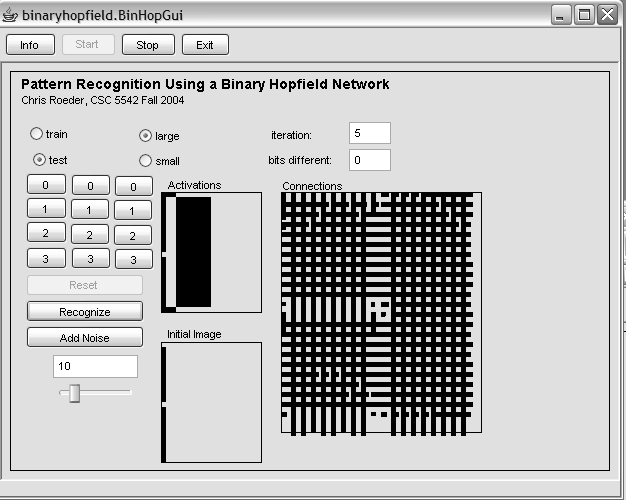 binaryhopfield.BinHopGui
Info Start Stop Exit
Pattern Recognition Using a Binary Hopfield Network
Chris Roeder, CSC 5542 Fall 2004
train large iteration: 5
test small bits different: 0
0 0 0 Activations Connections
1 1 1
2 2 2
3 3 3
Reset
Recognize
Add Noise Initial Image
10